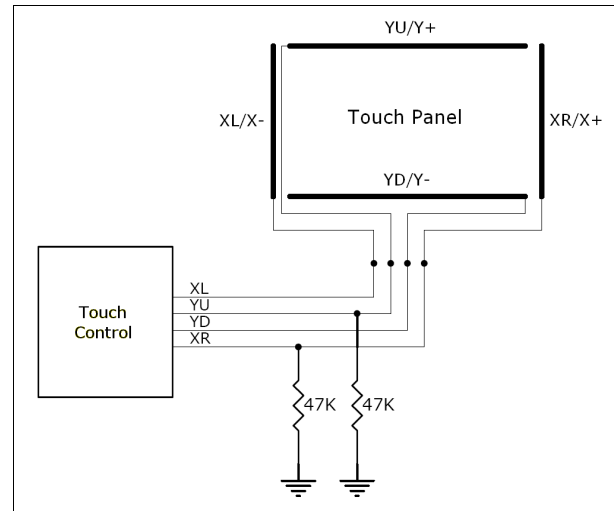 YU/Y+
XL/X-
Touch Panel
XR/X+
YD/Y-
XL
YU
YD
XR
Touch
Control
47K
47K